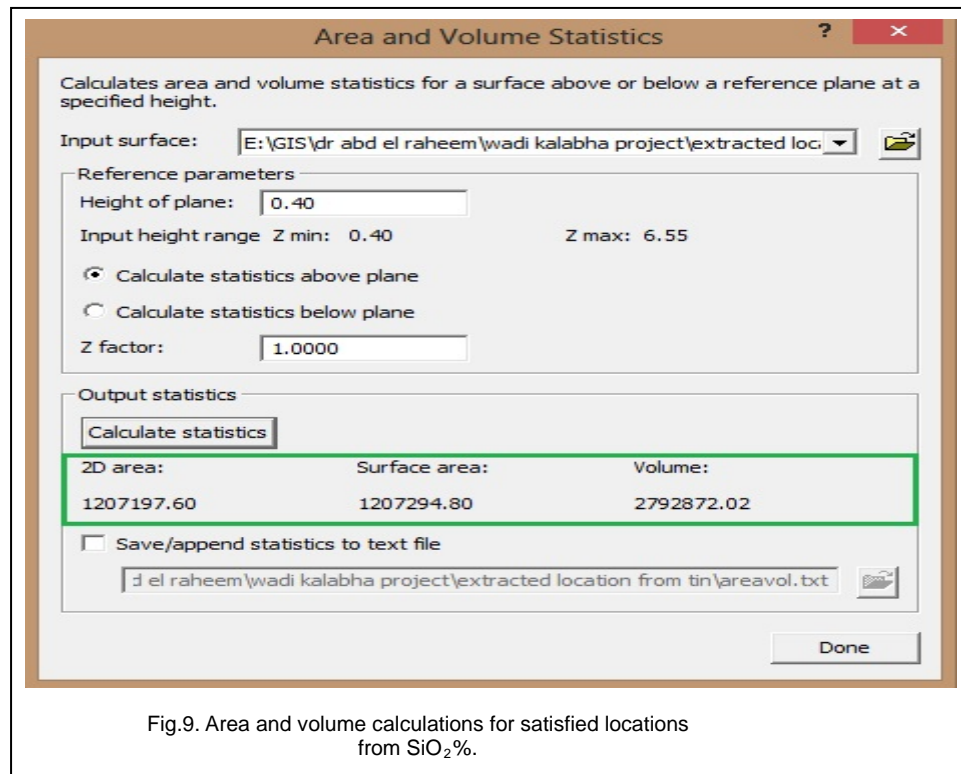 Area and Volume Statistics ? ×
Calculates area and volume statistics for a surface above or below a reference plane at a
specified height.
Input surface: E:\GIS\dr abd el raheem\wadi kalabha project\extracted loc
Reference parameters
Height of plane: 0.40
Input height range Z min: 0.40 Z max: 6.55
Calculate statistics above plane
Calculate statistics below plane
Z factor: 1.0000
Output statistics
Calculate statistics
2D area: Surface area: Volume:
1207197.60 1207294.80 2792872.02
Save/append statistics to text file
d el raheem\wadi kalabha project\extracted location from tin\areavol.txt
Done
Fig.9. Area and volume calculations for satisfied locations
from SiO₂%.